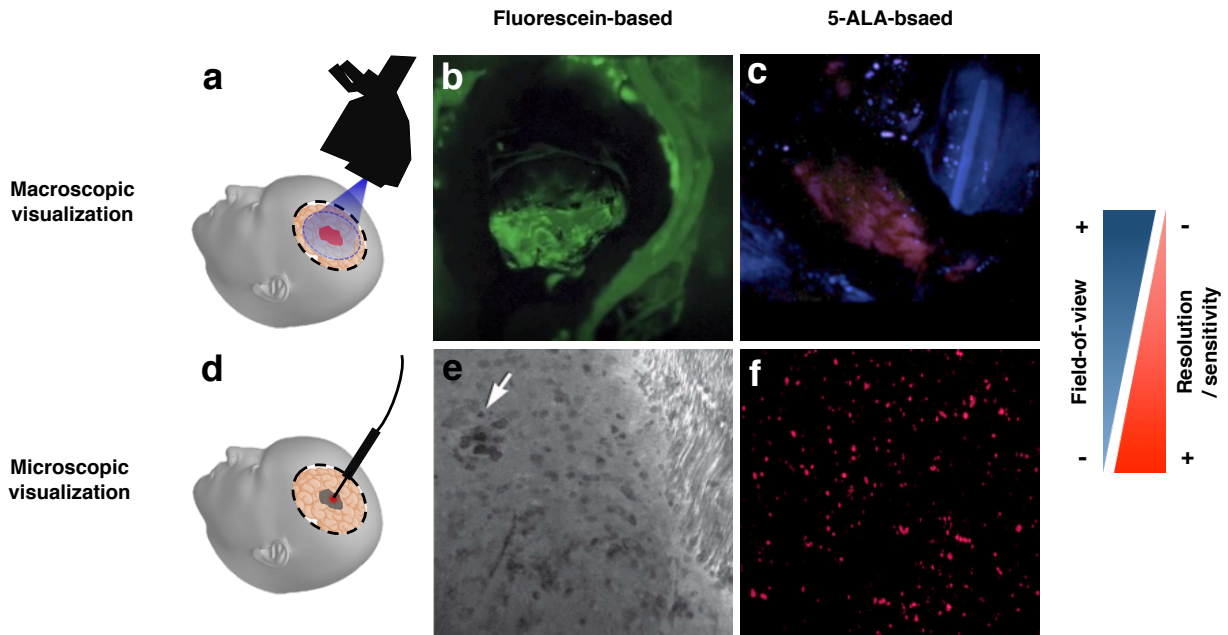 Fluorescein-based
5-ALA-bsaed
a
b
c
Macroscopic
visualization
d
e
f
Microscopic
visualization
+
-
Field-of-view
-
+
Resolution
/ sensitivity